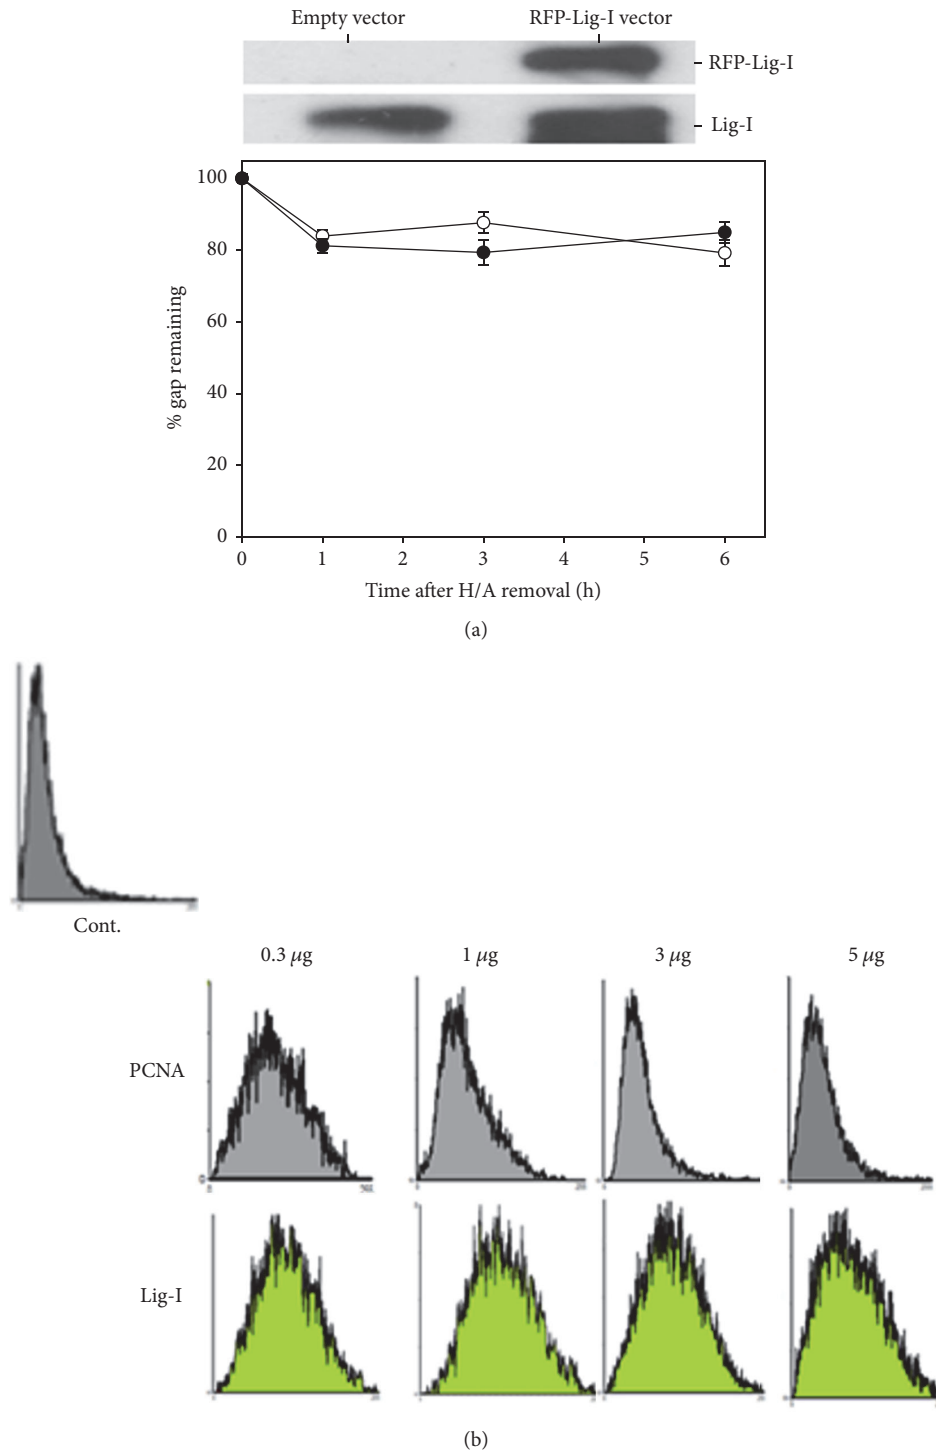 Empty vector
RFP-Lig-I vector
RFP-Lig-I
Lig-I
100
80
60
40
20
0
% gap remaining
0 1 2 3 4 5 6
Time after H/A removal (h)
(a)
Cont.
0.3 μg 1 μg 3 μg 5 μg
PCNA
Lig-I
(b)